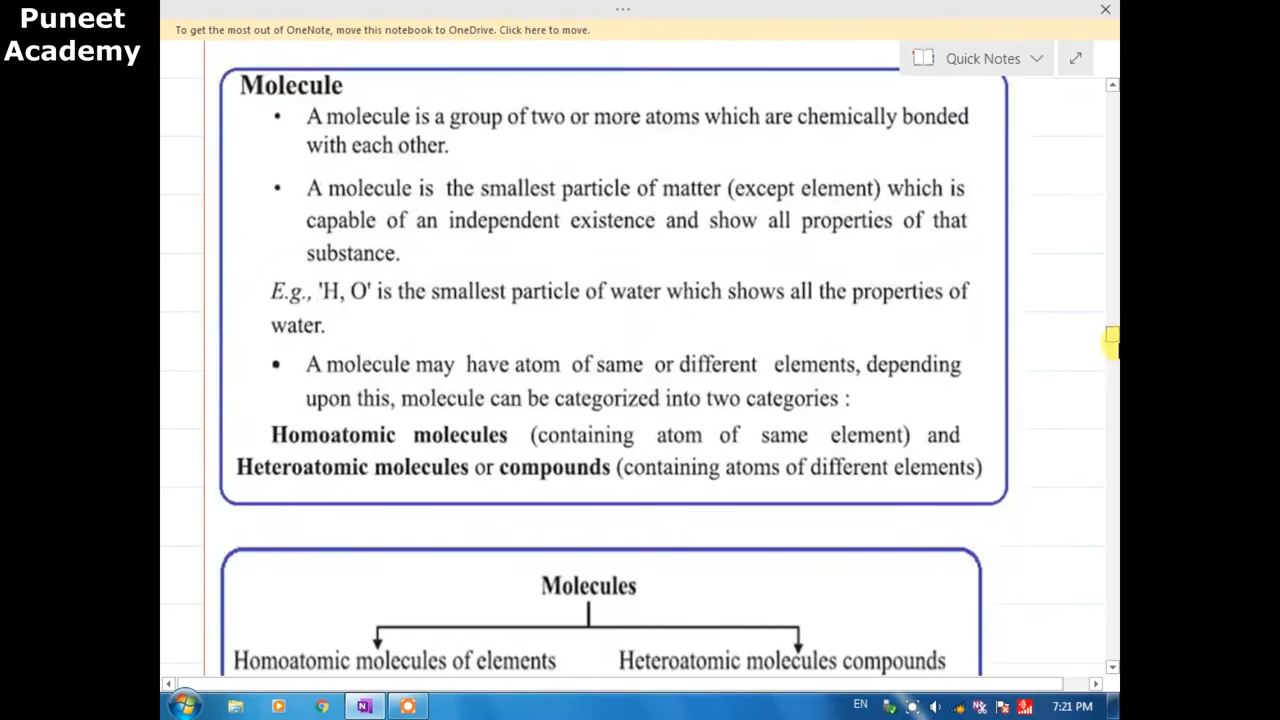 Puneet
Academy
To get the most out of OneNote, move this notebook to OneDrive. Click here to move.
Quick Notes
Molecule
• A molecule is a group of two or more atoms which are chemically bonded
with each other.
• A molecule is the smallest particle of matter (except element) which is
capable of an independent existence and show all properties of that
substance.
E.g., 'H, O' is the smallest particle of water which shows all the properties of
water.
• A molecule may have atom of same or different elements, depending
upon this, molecule can be categorized into two categories :
Homoatomic molecules (containing atom of same element) and
Heteroatomic molecules or compounds (containing atoms of different elements)
Molecules
Homoatomic molecules of elements Heteroatomic molecules compounds
EN 7:21 PM